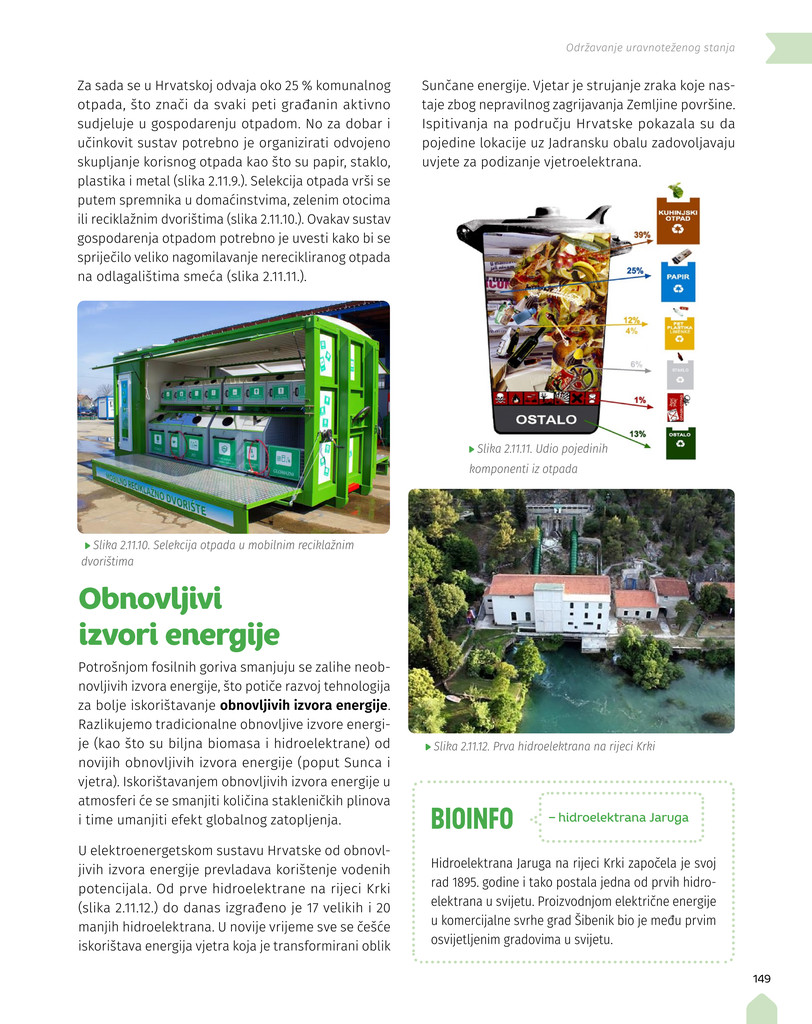 Održavanje uravnoteženog stanja
Za sada se u Hrvatskoj odvaja oko 25 % komunalnog
otpada, što znači da svaki peti građanin aktivno
sudjeluje u gospodarenju otpadom. No za dobar i
učinkovit sustav potrebno je organizirati odvojeno
skupljanje korisnog otpada kao što su papir, staklo,
plastika i metal (slika 2.11.9.). Selekcija otpada vrši se
putem spremnika u domaćinstvima, zelenim otocima
ili reciklažnim dvorištima (slika 2.11.10.). Ovakav sustav
gospodarenja otpadom potrebno je uvesti kako bi se
spriječilo veliko nagomilavanje nerecikliranog otpada
na odlagalištima smeća (slika 2.11.11.).
MOBILNO RECIKLAŽNO DVORIŠTE
Slika 2.11.10. Selekcija otpada u mobilnim reciklažnim
dvorištima
Obnovljivi
izvori energije
Potrošnjom fosilnih goriva smanjuju se zalihe neob-
novljivih izvora energije, što potiče razvoj tehnologija
za bolje iskorištavanje obnovljivih izvora energije.
Razlikujemo tradicionalne obnovljive izvore energi-
je (kao što su biljna biomasa i hidroelektrane) od
novijih obnovljivih izvora energije (poput Sunca i
vjetra). Iskorištavanjem obnovljivih izvora energije u
atmosferi će se smanjiti količina stakleničkih plinova
i time umanjiti efekt globalnog zatopljenja.
U elektroenergetskom sustavu Hrvatske od obnovl-
jivih izvora energije prevladava korištenje vodenih
potencijala. Od prve hidroelektrane na rijeci Krki
(slika 2.11.12.) do danas izgrađeno je 17 velikih i 20
manjih hidroelektrana. U novije vrijeme sve se češće
iskorištava energija vjetra koja je transformirani oblik
Sunčane energije. Vjetar je strujanje zraka koje nas-
taje zbog nepravilnog zagrijavanja Zemljine površine.
Ispitivanja na području Hrvatske pokazala su da
pojedine lokacije uz Jadransku obalu zadovoljavaju
uvjete za podizanje vjetroelektrana.
39%
KUHINJSKI
OTPAD
25%
PAPIR
12%
4%
PET
PLASTIKA
6%
1%
OSTALO
13%
OSTALO
Slika 2.11.11. Udio pojedinih
komponenti iz otpada
Slika 2.11.12. Prva hidroelektrana na rijeci Krki
BIOINFO
– hidroelektrana Jaruga
Hidroelektrana Jaruga na rijeci Krki započela je svoj
rad 1895. godine i tako postala jedna od prvih hidro-
elektrana u svijetu. Proizvodnjom električne energije
u komercijalne svrhe grad Šibenik bio je među prvim
osvijetljenim gradovima u svijetu.
149